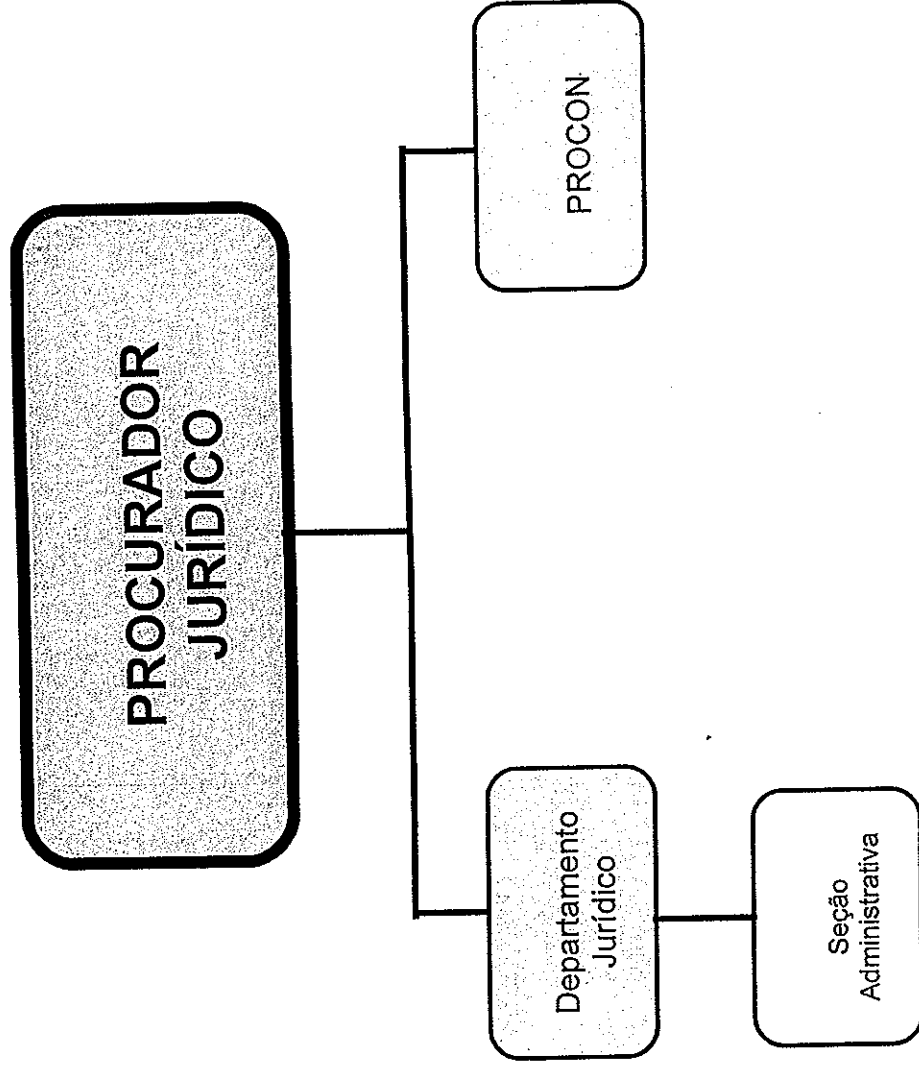 PROCURADOR
JURÍDICO
Departamento
Jurídico
PROCON
Seção
Administrativa